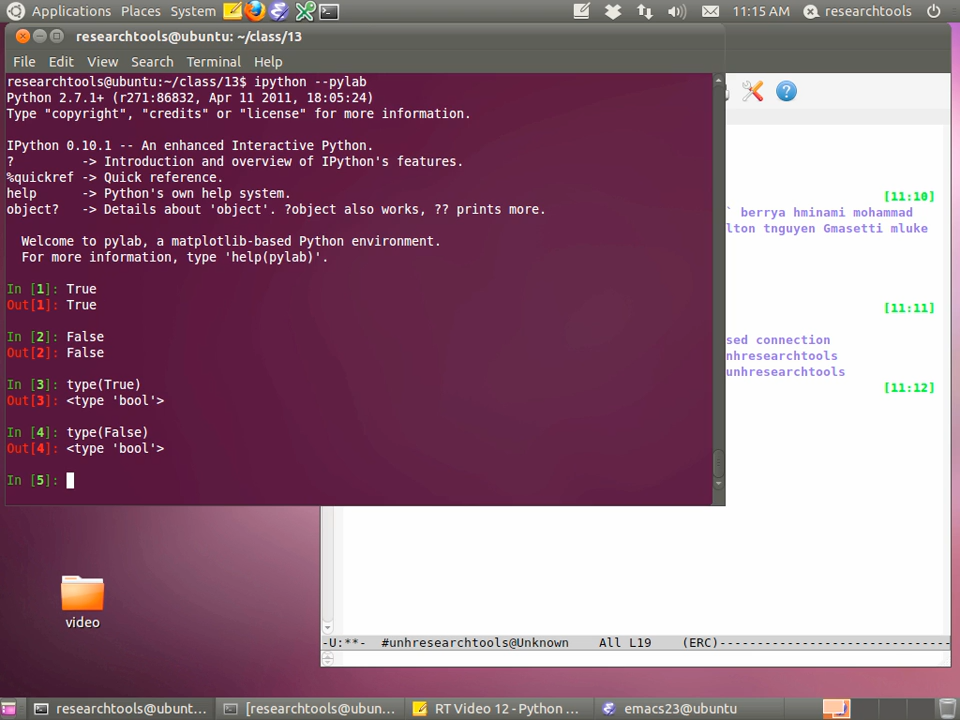 Applications Places System 11:15 AM researchtools
researchtools@ubuntu: ~/class/13
File Edit View Search Terminal Help
researchtools@ubuntu:~/class/13$ ipython --pylab
Python 2.7.1+ (r271:86832, Apr 11 2011, 18:05:24)
Type "copyright", "credits" or "license" for more information.
IPython 0.10.1 -- An enhanced Interactive Python.
? -> Introduction and overview of IPython's features.
%quickref -> Quick reference.
help -> Python's own help system.
object? -> Details about 'object'. ?object also works, ?? prints more.
Welcome to pylab, a matplotlib-based Python environment.
For more information, type 'help(pylab)'.
In [1]: True
Out[1]: True
In [2]: False
Out[2]: False
In [3]: type(True)
Out[3]: <type 'bool'>
In [4]: type(False)
Out[4]: <type 'bool'>
In [5]:
[11:10]
` berrya hminami mohammad
lton tnguyen Gmasetti mluke
[11:11]
sed connection
nhresearchtools
unhresearchtools
[11:12]
-U:**- #unhresearchtools@Unknown All L19 (ERC)------------------------------
video
researchtools@ubunt... [researchtools@ubun... RT Video 12 - Python ... emacs23@ubuntu